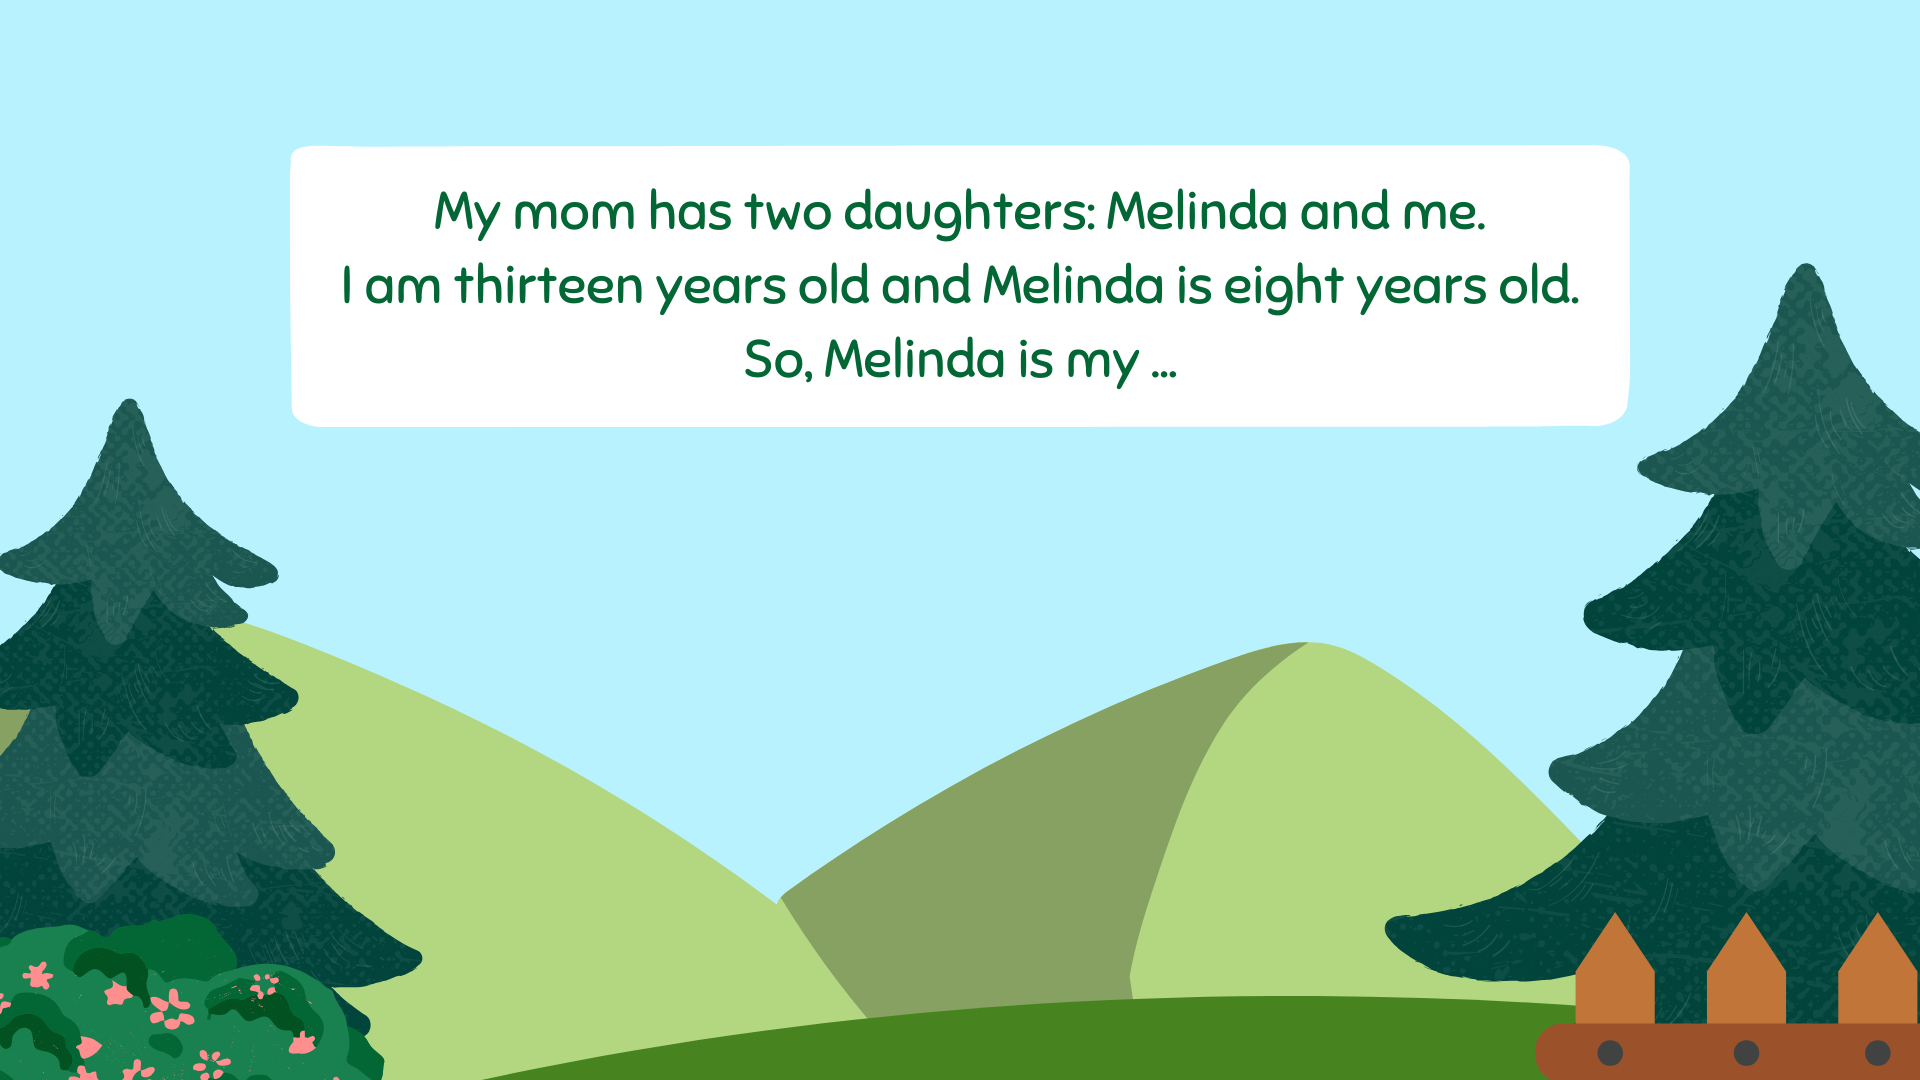 My mom has two daughters: Melinda and me.
I am thirteen years old and Melinda is eight years old.
So, Melinda is my ...